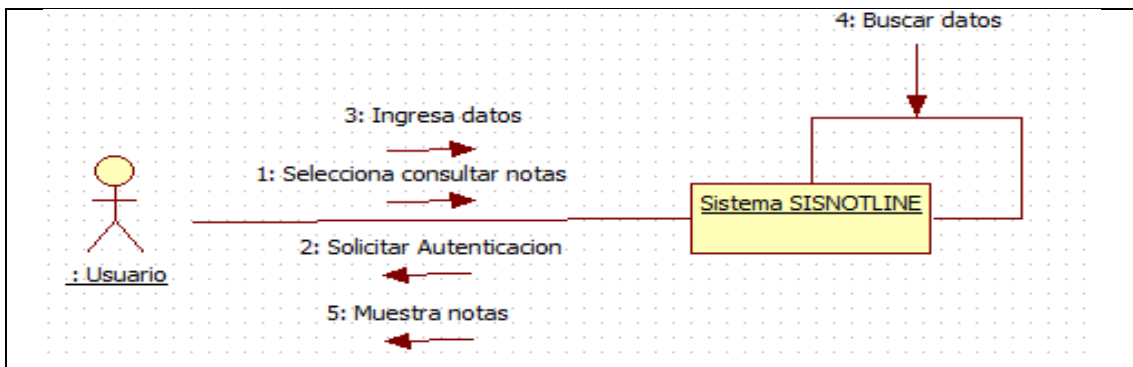 4: Buscar datos
3: Ingresa datos
1: Selecciona consultar notas
Sistema SISNOTLINE
2: Solicitar Autenticacion
: Usuario
5: Muestra notas